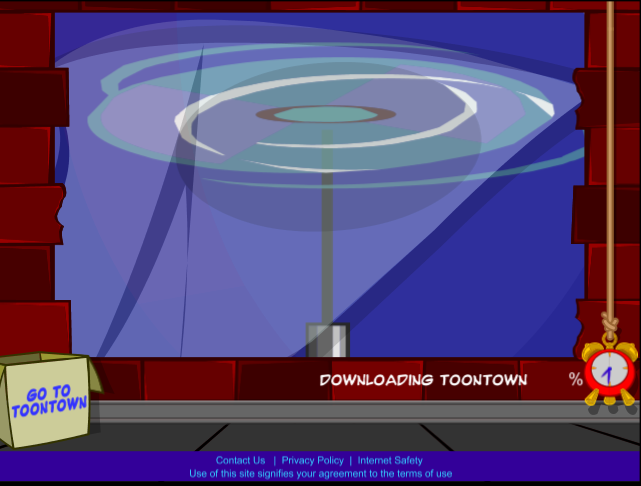 DOWNLOADING TOONTOWN %
GO TO
TOONTOWN
Contact Us | Privacy Policy | Internet Safety
Use of this site signifies your agreement to the terms of use